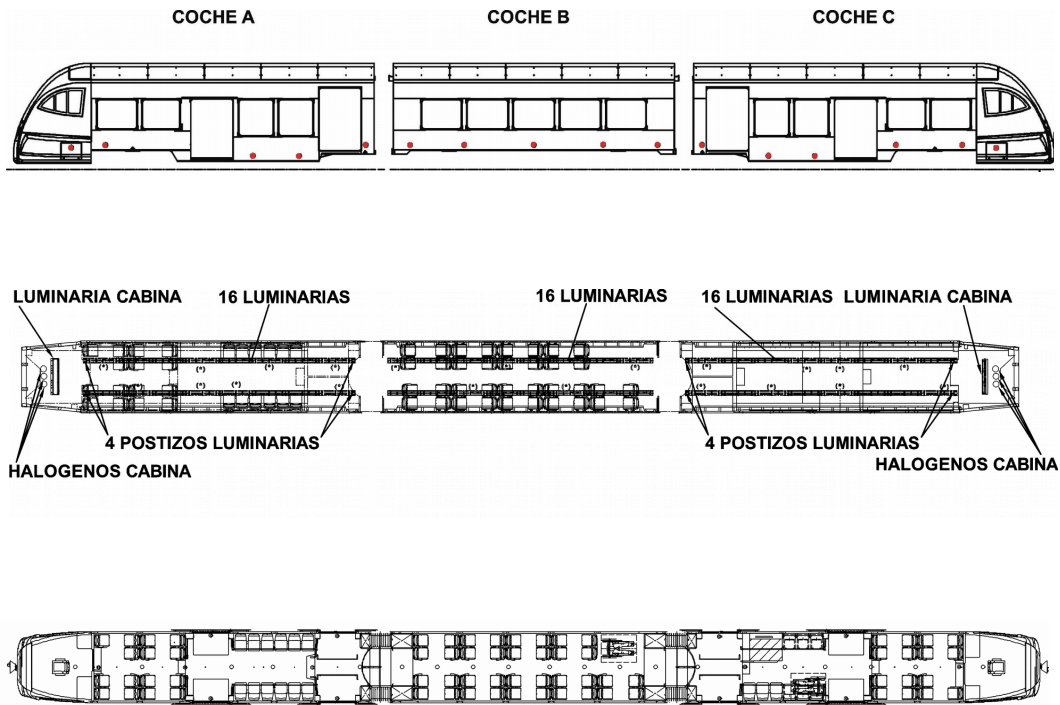 COCHE A
COCHE B
COCHE C
LUMINARIA CABINA
16 LUMINARIAS
16 LUMINARIAS
16 LUMINARIAS
LUMINARIA CABINA
(*) (*) (*) (*) (*) (*) (*) (*) (*) (*)
(*) (*) (*) (*) (*) (*) (*) (*) (*) (*)
4 POSTIZOS LUMINARIAS
4 POSTIZOS LUMINARIAS
HALOGENOS CABINA
HALOGENOS CABINA